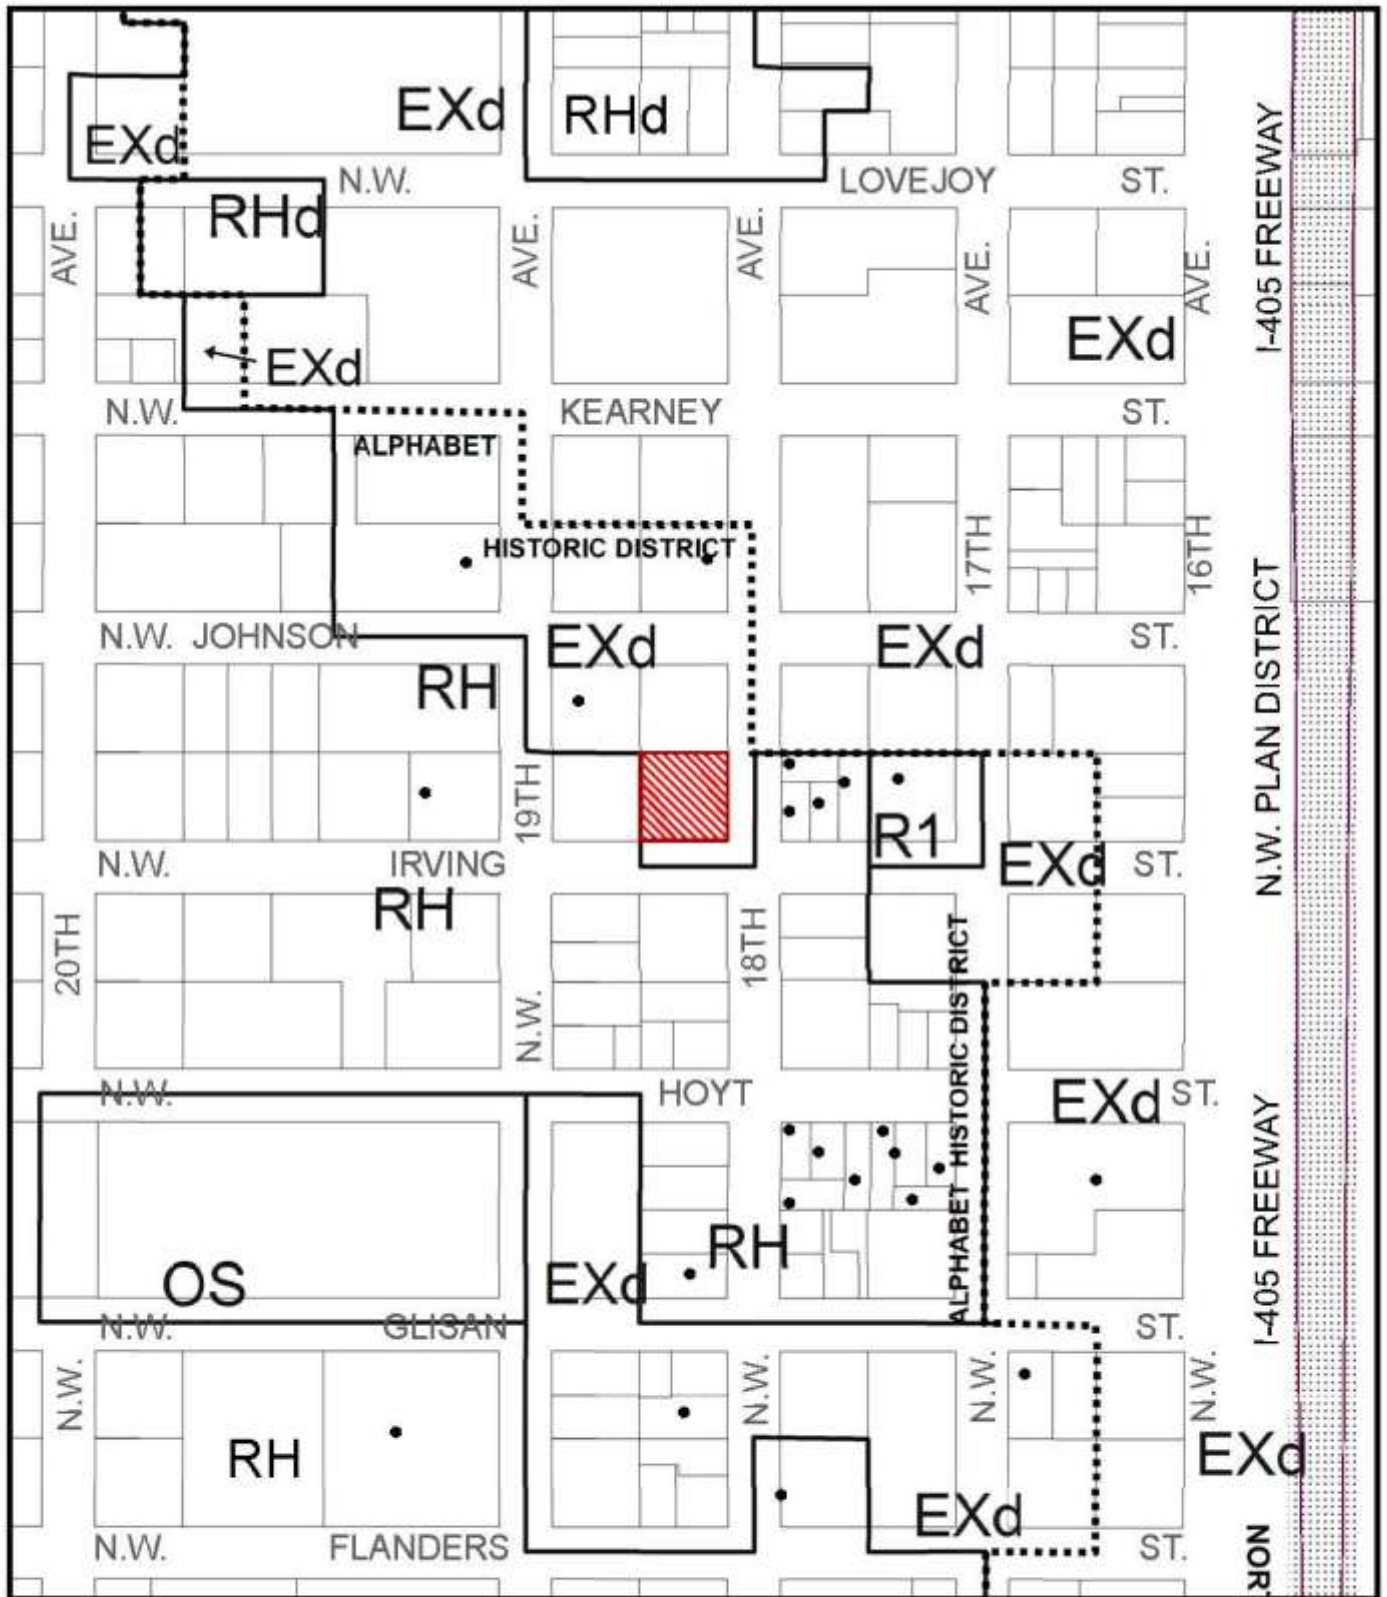 EXd
RHd
EXd
N.W. LOVEJOY ST.
RHd
AVE.
AVE.
AVE.
AVE.
AVE.
I-405 FREEWAY
EXd
EXd
N.W. KEARNEY ST.
ALPHABET
HISTORIC DISTRICT
17TH
16TH
N.W. JOHNSON ST.
EXd
EXd
RH
N.W. PLAN DISTRICT
19TH
R1
EXd
N.W. IRVING ST.
RH
20TH
18TH
N.W.
ALPHABET HISTORIC DISTRICT
N.W. HOYT ST.
EXd
I-405 FREEWAY
RH
OS
EXd
N.W. GLISAN ST.
N.W.
N.W.
N.W.
N.W.
RH
EXd
EXd
N.W. FLANDERS ST.